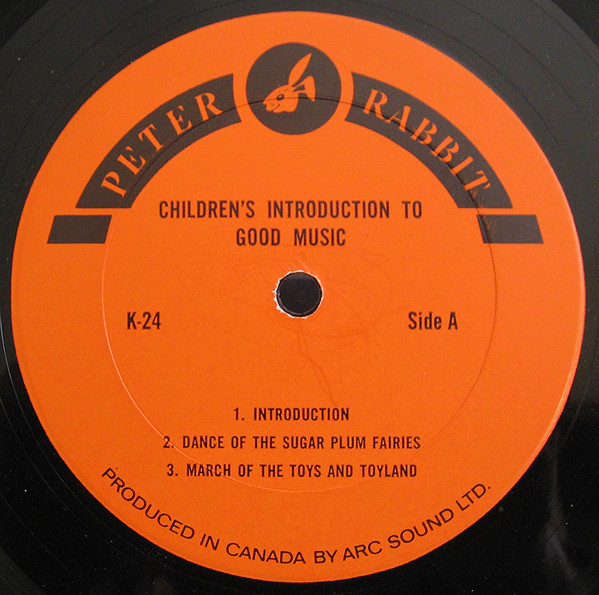 PETER RABBIT
CHILDREN'S INTRODUCTION TO
GOOD MUSIC
K-24
Side A
1. INTRODUCTION
2. DANCE OF THE SUGAR PLUM FAIRIES
3. MARCH OF THE TOYS AND TOYLAND
PRODUCED IN CANADA BY ARC SOUND LTD.